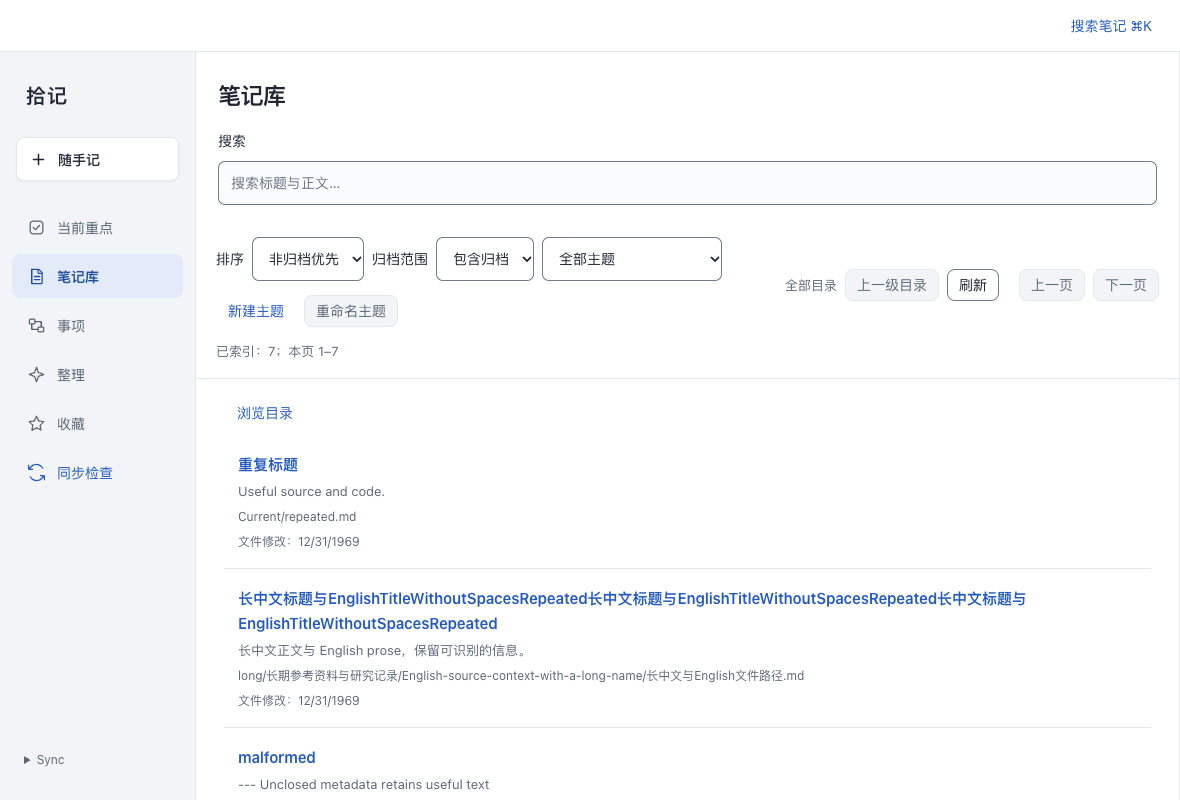 搜索笔记 ⌘K
拾记
随手记
当前重点
笔记库
事项
整理
收藏
同步检查
Sync
笔记库
搜索
搜索标题与正文...
排序
非归档优先
归档范围
包含归档
全部主题
新建主题
重命名主题
全部目录
上一级目录
刷新
上一页
下一页
已索引：7；本页 1–7
浏览目录
重复标题
Useful source and code.
Current/repeated.md
文件修改：12/31/1969
长中文标题与EnglishTitleWithoutSpacesRepeated长中文标题与EnglishTitleWithoutSpacesRepeated长中文标题与
EnglishTitleWithoutSpacesRepeated
长中文正文与 English prose，保留可识别的信息。
long/长期参考资料与研究记录/English-source-context-with-a-long-name/长中文与English文件路径.md
文件修改：12/31/1969
malformed
--- Unclosed metadata retains useful text